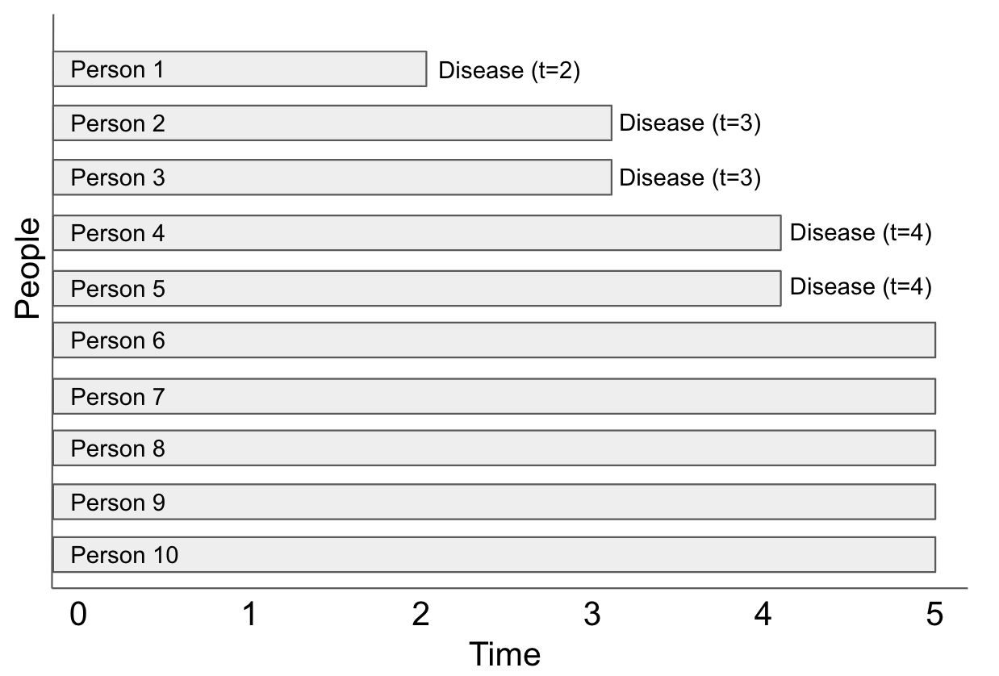 Person 1 Disease (t=2)
Person 2 Disease (t=3)
Person 3 Disease (t=3)
Person 4 Disease (t=4)
Person 5 Disease (t=4)
Person 6
Person 7
Person 8
Person 9
Person 10
People
0 1 2 3 4 5
Time